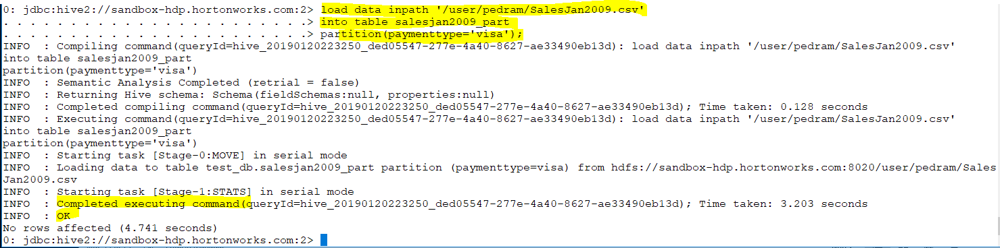 0: jdbc:hive2://sandbox-hdp.hortonworks.com:2> load data inpath '/user/pedram/SalesJan2009.csv'
. . . . . . . . . . . . . . . . . . . . . . .> into table salesjan2009_part
. . . . . . . . . . . . . . . . . . . . . . .> partition(paymenttype='visa');
INFO  : Compiling command(queryId=hive_20190120223250_ded05547-277e-4a40-8627-ae33490eb13d): load data inpath '/user/pedram/SalesJan2009.csv'
into table salesjan2009_part
partition(paymenttype='visa')
INFO  : Semantic Analysis Completed (retrial = false)
INFO  : Returning Hive schema: Schema(fieldSchemas:null, properties:null)
INFO  : Completed compiling command(queryId=hive_20190120223250_ded05547-277e-4a40-8627-ae33490eb13d); Time taken: 0.128 seconds
INFO  : Executing command(queryId=hive_20190120223250_ded05547-277e-4a40-8627-ae33490eb13d): load data inpath '/user/pedram/SalesJan2009.csv'
into table salesjan2009_part
partition(paymenttype='visa')
INFO  : Starting task [Stage-0:MOVE] in serial mode
INFO  : Loading data to table test_db.salesjan2009_part partition (paymenttype=visa) from hdfs://sandbox-hdp.hortonworks.com:8020/user/pedram/Sales
Jan2009.csv
INFO  : Starting task [Stage-1:STATS] in serial mode
INFO  : Completed executing command(queryId=hive_20190120223250_ded05547-277e-4a40-8627-ae33490eb13d); Time taken: 3.203 seconds
INFO  : OK
No rows affected (4.741 seconds)
0: jdbc:hive2://sandbox-hdp.hortonworks.com:2>